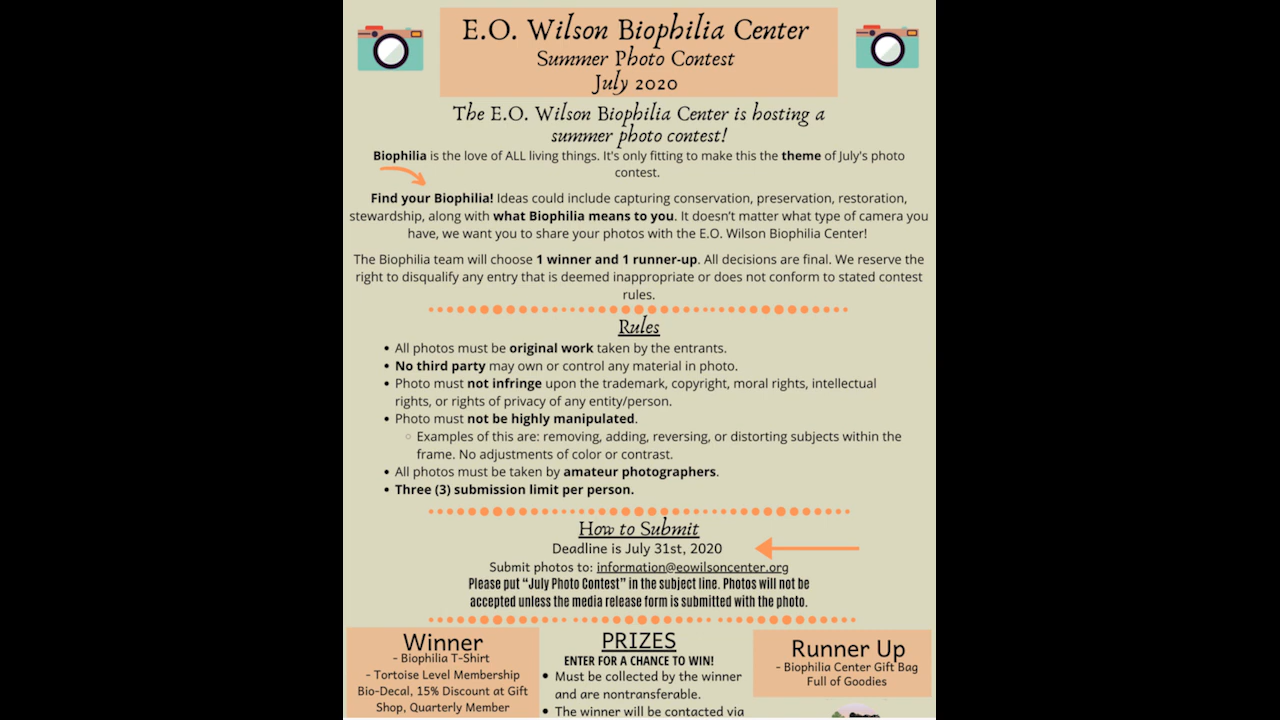 E.O. Wilson Biophilia Center
Summer Photo Contest
July 2020
The E.O. Wilson Biophilia Center is hosting a
summer photo contest!
Biophilia is the love of ALL living things. It's only fitting to make this the theme of July's photo
contest.
Find your Biophilia! Ideas could include capturing conservation, preservation, restoration,
stewardship, along with what Biophilia means to you. It doesn't matter what type of camera you
have, we want you to share your photos with the E.O. Wilson Biophilia Center!
The Biophilia team will choose 1 winner and 1 runner-up. All decisions are final. We reserve the
right to disqualify any entry that is deemed inappropriate or does not conform to stated contest
rules.
Rules
• All photos must be original work taken by the entrants.
• No third party may own or control any material in photo.
• Photo must not infringe upon the trademark, copyright, moral rights, intellectual
rights, or rights of privacy of any entity/person.
• Photo must not be highly manipulated.
◦ Examples of this are: removing, adding, reversing, or distorting subjects within the
frame. No adjustments of color or contrast.
• All photos must be taken by amateur photographers.
• Three (3) submission limit per person.
How to Submit
Deadline is July 31st, 2020
Submit photos to: information@eowilsoncenter.org
Please put "July Photo Contest" in the subject line. Photos will not be
accepted unless the media release form is submitted with the photo.
Winner
- Biophilia T-Shirt
- Tortoise Level Membership
Bio-Decal, 15% Discount at Gift
Shop, Quarterly Member
PRIZES
ENTER FOR A CHANCE TO WIN!
• Must be collected by the winner
and are nontransferable.
• The winner will be contacted via
Runner Up
- Biophilia Center Gift Bag
Full of Goodies